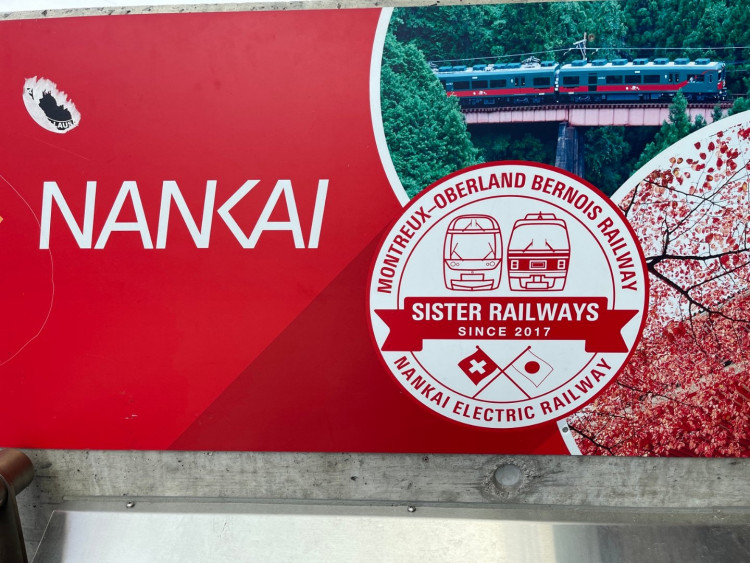 NANKAI
MONTREUX-OBERLAND BERNOIS RAILWAY
SISTER RAILWAYS
SINCE 2017
NANKAI ELECTRIC RAILWAY